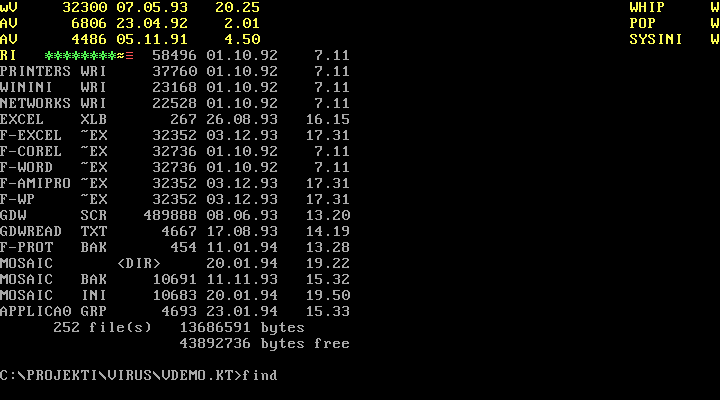 wV 32300 07.05.93 20.25 WHIP W
AV 6806 23.04.92 2.01 POP W
AV 4486 05.11.91 4.50 SYSINI W
RI ********≈≡ 58496 01.10.92 7.11
PRINTERS WRI 37760 01.10.92 7.11
WININI WRI 23168 01.10.92 7.11
NETWORKS WRI 22528 01.10.92 7.11
EXCEL XLB 267 26.08.93 16.15
F-EXCEL ~EX 32352 03.12.93 17.31
F-COREL ~EX 32736 01.10.92 7.11
F-WORD ~EX 32736 01.10.92 7.11
F-AMIPRO ~EX 32352 03.12.93 17.31
F-WP ~EX 32352 03.12.93 17.31
GDW SCR 489888 08.06.93 13.20
GDWREAD TXT 4667 17.08.93 14.19
F-PROT BAK 454 11.01.94 13.28
MOSAIC <DIR> 20.01.94 19.22
MOSAIC BAK 10691 11.11.93 15.32
MOSAIC INI 10683 20.01.94 19.50
APPLICA0 GRP 4693 23.01.94 15.33
252 file(s) 13686591 bytes
43892736 bytes free
C:\PROJEKTI\VIRUS\VDEMO.KT>find